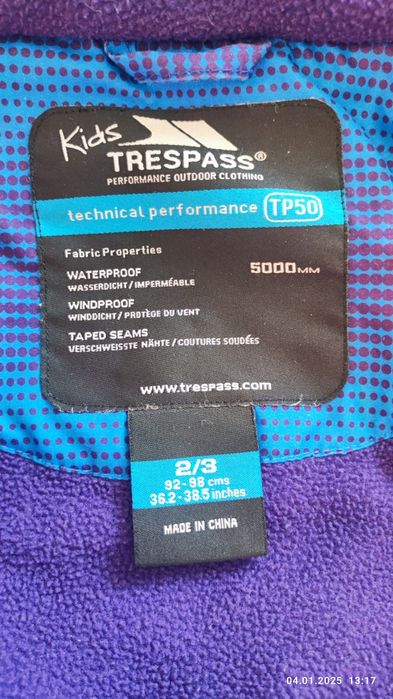 Kids
TRESPASS®
PERFORMANCE OUTDOOR CLOTHING
technical performance TP50
Fabric Properties
WATERPROOF 5000MM
WASSERDICHT/IMPERMÉABLE
WINDPROOF
WINDDICHT/PROTÈGE DU VENT
TAPED SEAMS
VERSCHWEISSTE NÄHTE/COUTURES SOUDÉES
www.trespass.com
2/3
92-98 cms
36.2-38.5 inches
MADE IN CHINA
04.01.2025 13:17